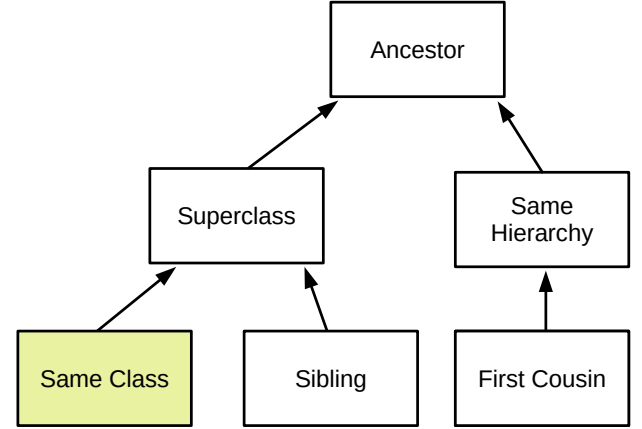 Ancestor
Superclass
Same
Hierarchy
Same Class
Sibling
First Cousin